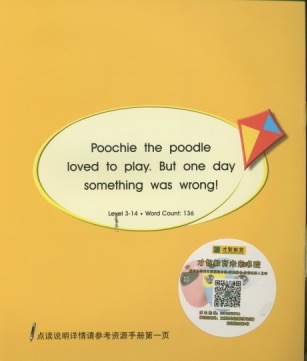 Poochie the poodle
loved to play. But one day
something was wrong!
Level 3-14 • Word Count: 136
点读说明详情请参考资源手册第一页